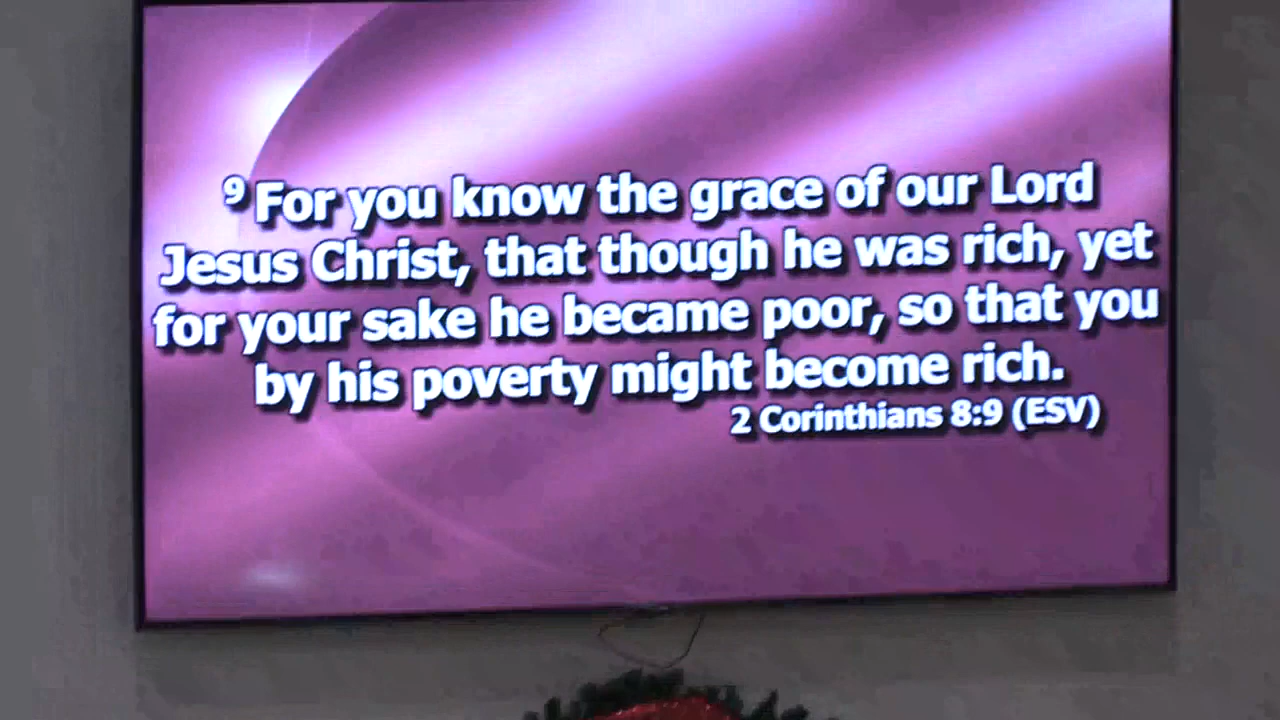 9 For you know the grace of our Lord
Jesus Christ, that though he was rich, yet
for your sake he became poor, so that you
by his poverty might become rich.
2 Corinthians 8:9 (ESV)